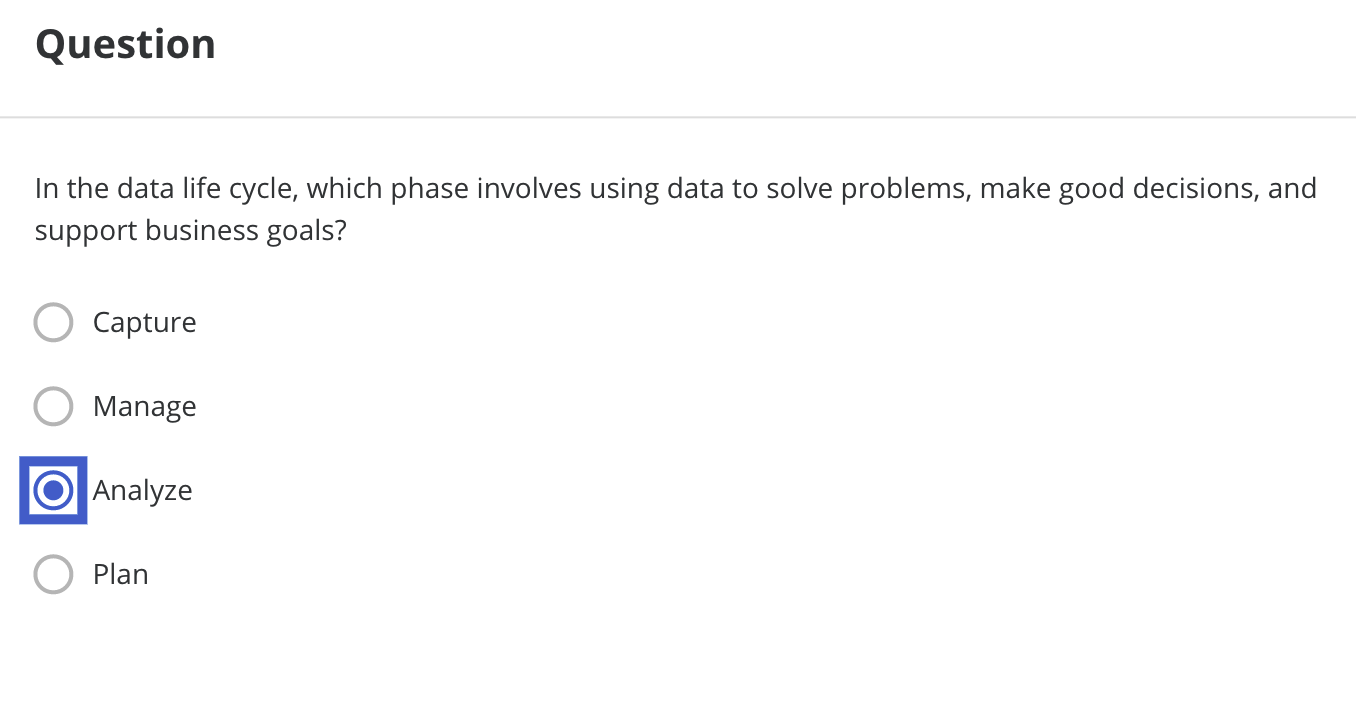 Question
In the data life cycle, which phase involves using data to solve problems, make good decisions, and
support business goals?
Capture
Manage
Analyze
Plan